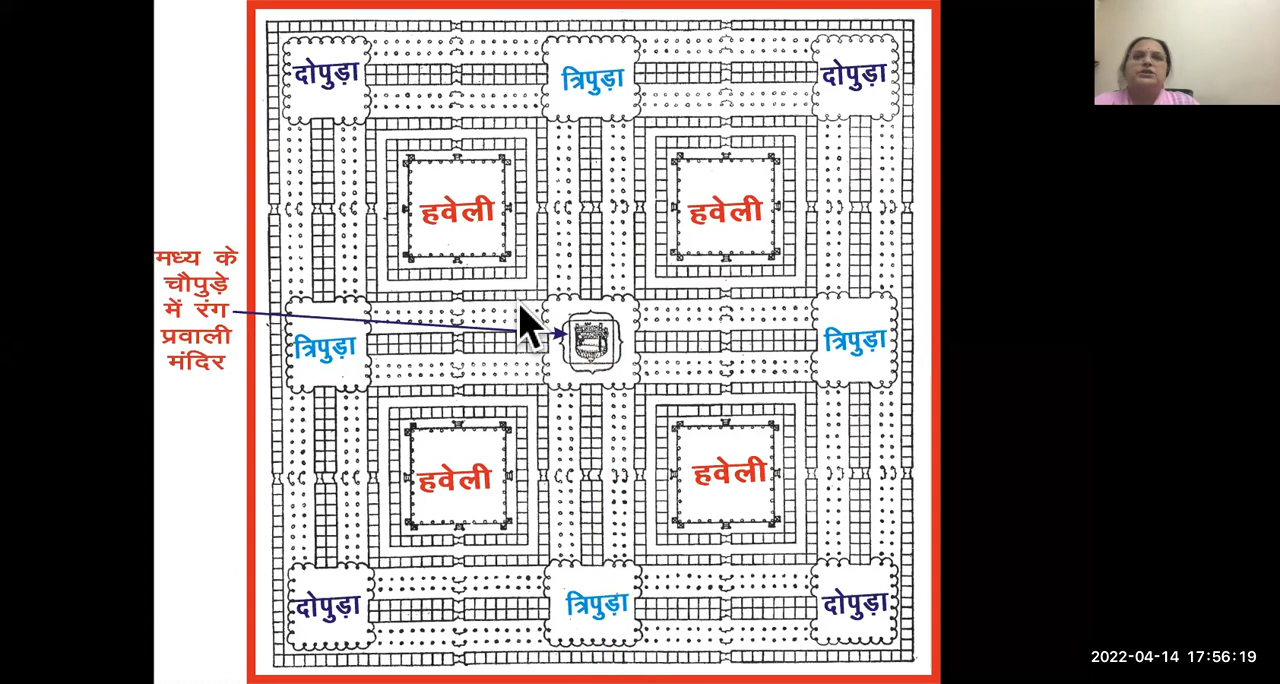 दोपुड़ा त्रिपुड़ा दोपुड़ा
हवेली हवेली
मध्य के
चौपुड़े
में रंग
प्रवाली
मंदिर
त्रिपुड़ा त्रिपुड़ा
हवेली हवेली
दोपुड़ा त्रिपुड़ा दोपुड़ा
2022-04-14 17:56:19